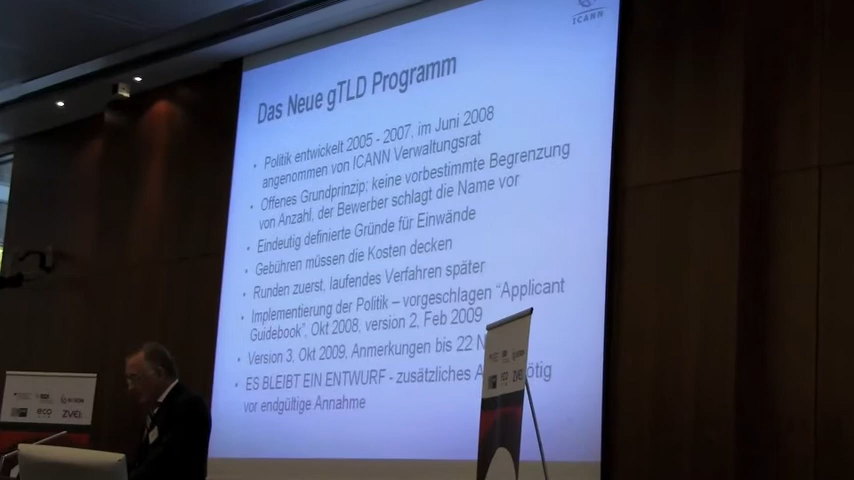 ICANN
Das Neue gTLD Programm
• Politik entwickelt 2005 - 2007, im Juni 2008
angenommen von ICANN Verwaltungsrat
• Offenes Grundprinzip; keine vorbestimmte Begrenzung
von Anzahl, der Bewerber schlagt die Name vor
• Eindeutig definierte Gründe für Einwände
• Gebühren müssen die Kosten decken
• Runden zuerst, laufendes Verfahren später
• Implementierung der Politik – vorgeschlagen “Applicant
Guidebook”, Okt 2008, version 2, Feb 2009
• Version 3, Okt 2009, Anmerkungen bis 22 N
• ES BLEIBT EIN ENTWURF - zusätzliches A
vor endgültige Annahme
eco
ZVEI